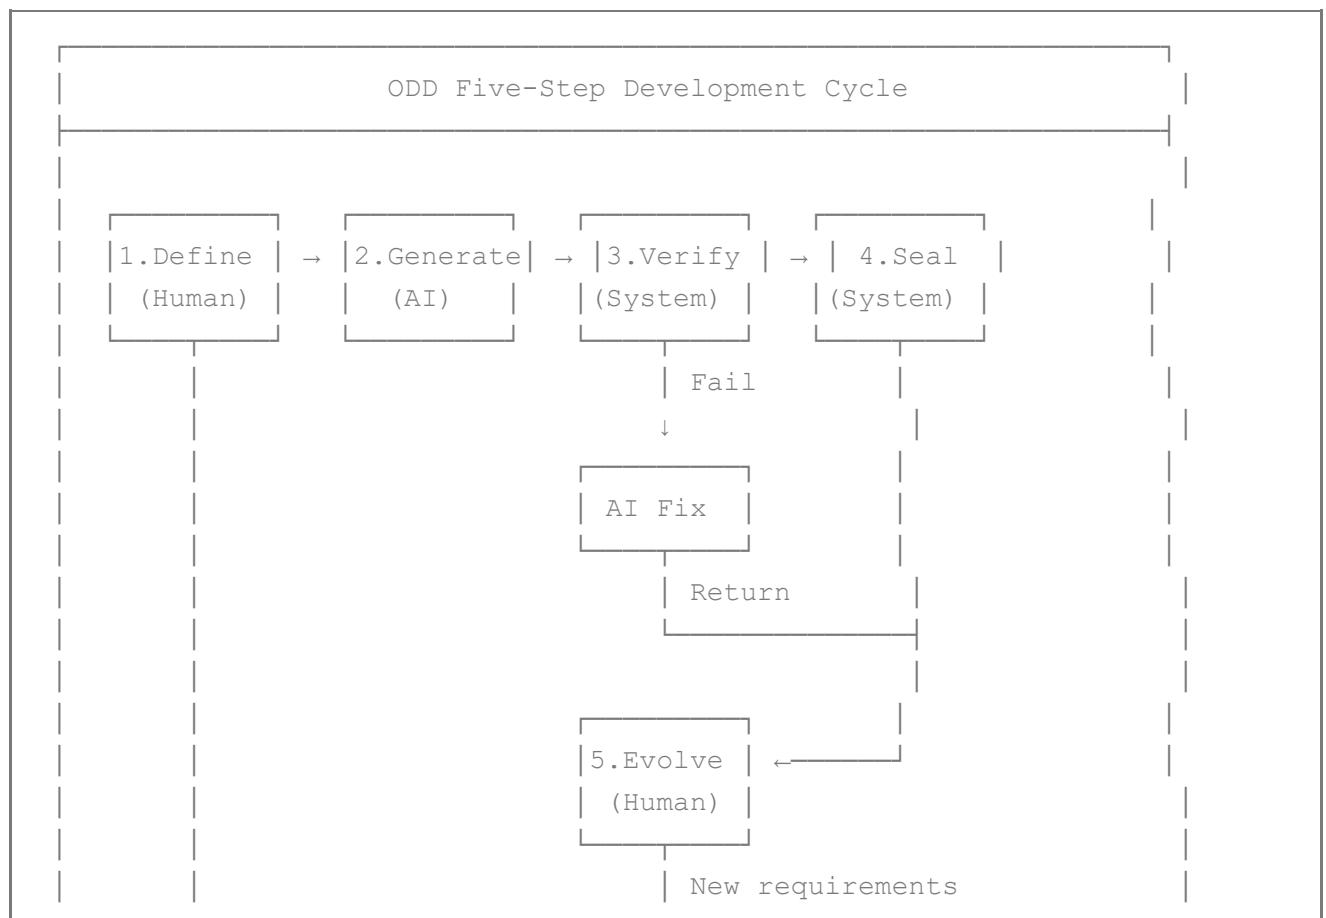 ODD Five-Step Development Cycle
1.Define → 2.Generate → 3.Verify → 4.Seal
(Human) (AI) (System) (System)
Fail
↓
AI Fix
Return
5.Evolve ←
(Human)
New requirements